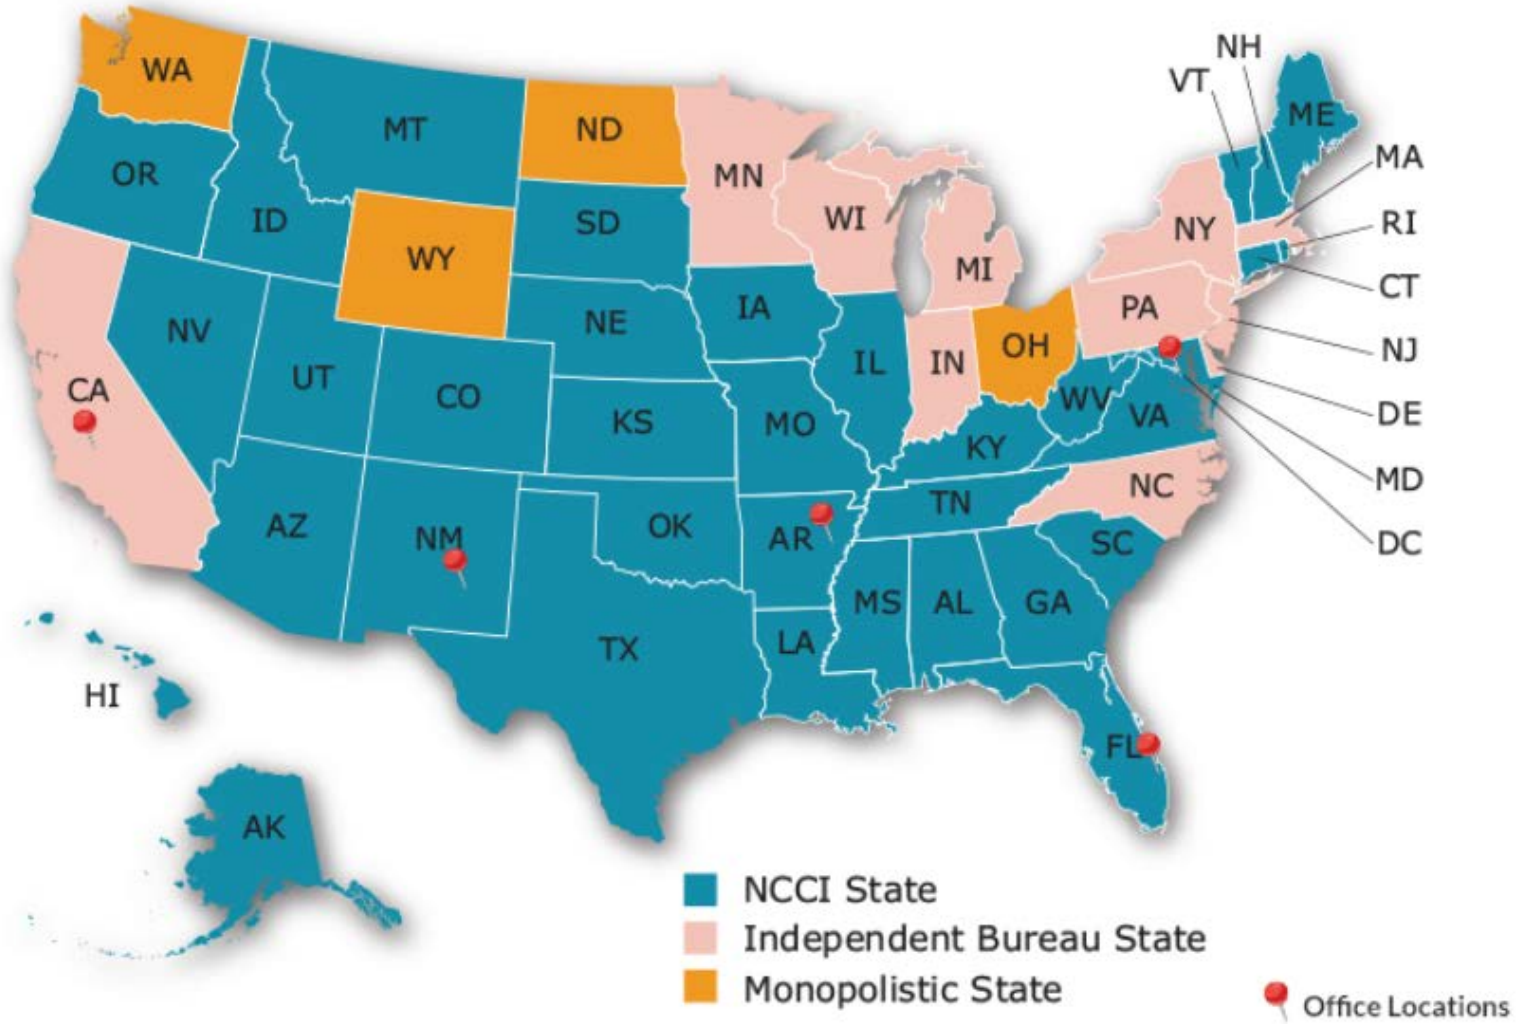 NH
VT
WA
ME
MT
ND
MA
OR
MN
ID
SD
WI
NY
RI
WY
MI
CT
NV
NE
IA
PA
NJ
UT
CO
IL
IN
OH
CA
KS
MO
WV
VA
DE
KY
MD
AZ
NM
OK
AR
TN
NC
SC
DC
TX
LA
MS
AL
GA
HI
FL
AK
NCCI State
Independent Bureau State
Monopolistic State
Office Locations